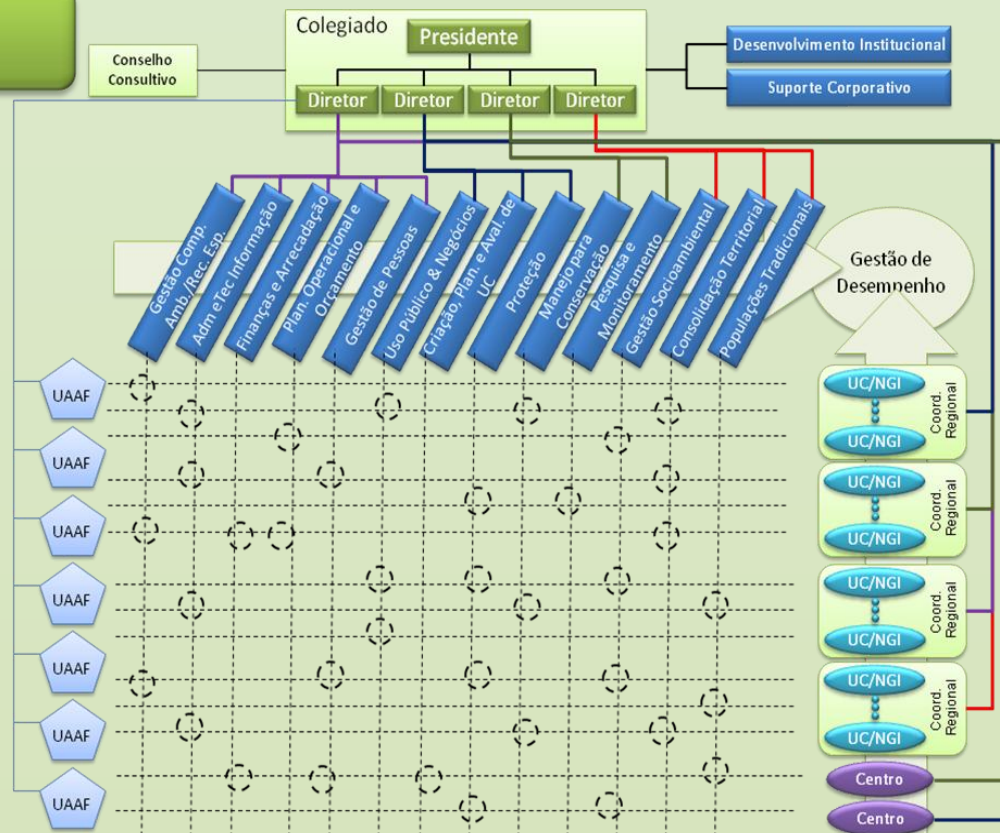 Colegiado
Presidente
Conselho
Consultivo
Desenvolvimento Institucional
Suporte Corporativo
Diretor
Diretor
Diretor
Diretor
Gestão Comp.
Amb./Rec. Esp.
Adm eTec Informação
Finanças e Arrecadação
Plan. Operacional e
Orçamento
Gestão de Pessoas
Uso Público & Negócios
Criação, Plan. e Aval. de
UC
Proteção
Manejo para
Conservação
Pesquisa e
Monitoramento
Gestão Socioambiental
Consolidação Territorial
Populações Tradicionais
Gestão de
Desempenho
UAAF
UAAF
UAAF
UAAF
UAAF
UAAF
UAAF
UC/NGI
UC/NGI
Coord.
Regional
UC/NGI
UC/NGI
Coord.
Regional
UC/NGI
UC/NGI
Coord.
Regional
UC/NGI
UC/NGI
Coord.
Regional
Centro
Centro